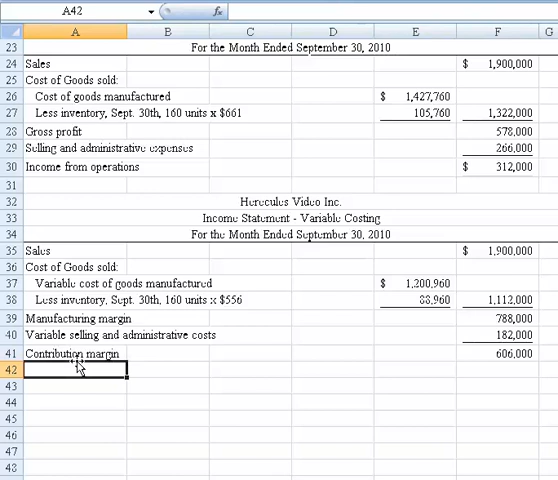 A42
fx
A B C D E F G
23 For the Month Ended September 30, 2010
24 Sales $ 1,900,000
25 Cost of Goods sold:
26 Cost of goods manufactured $ 1,427,760
27 Less inventory, Sept. 30th, 160 units x $661 105,760 1,322,000
28 Gross profit 578,000
29 Selling and administrative expenses 266,000
30 Income from operations $ 312,000
31
32 Hercules Video Inc.
33 Income Statement - Variable Costing
34 For the Month Ended September 30, 2010
35 Sales $ 1,900,000
36 Cost of Goods sold:
37 Variable cost of goods manufactured $ 1,200,960
38 Less inventory, Sept. 30th, 160 units x $556 88,960 1,112,000
39 Manufacturing margin 788,000
40 Variable selling and administrative costs 182,000
41 Contribution margin 606,000
42
43
44
45
46
47
48